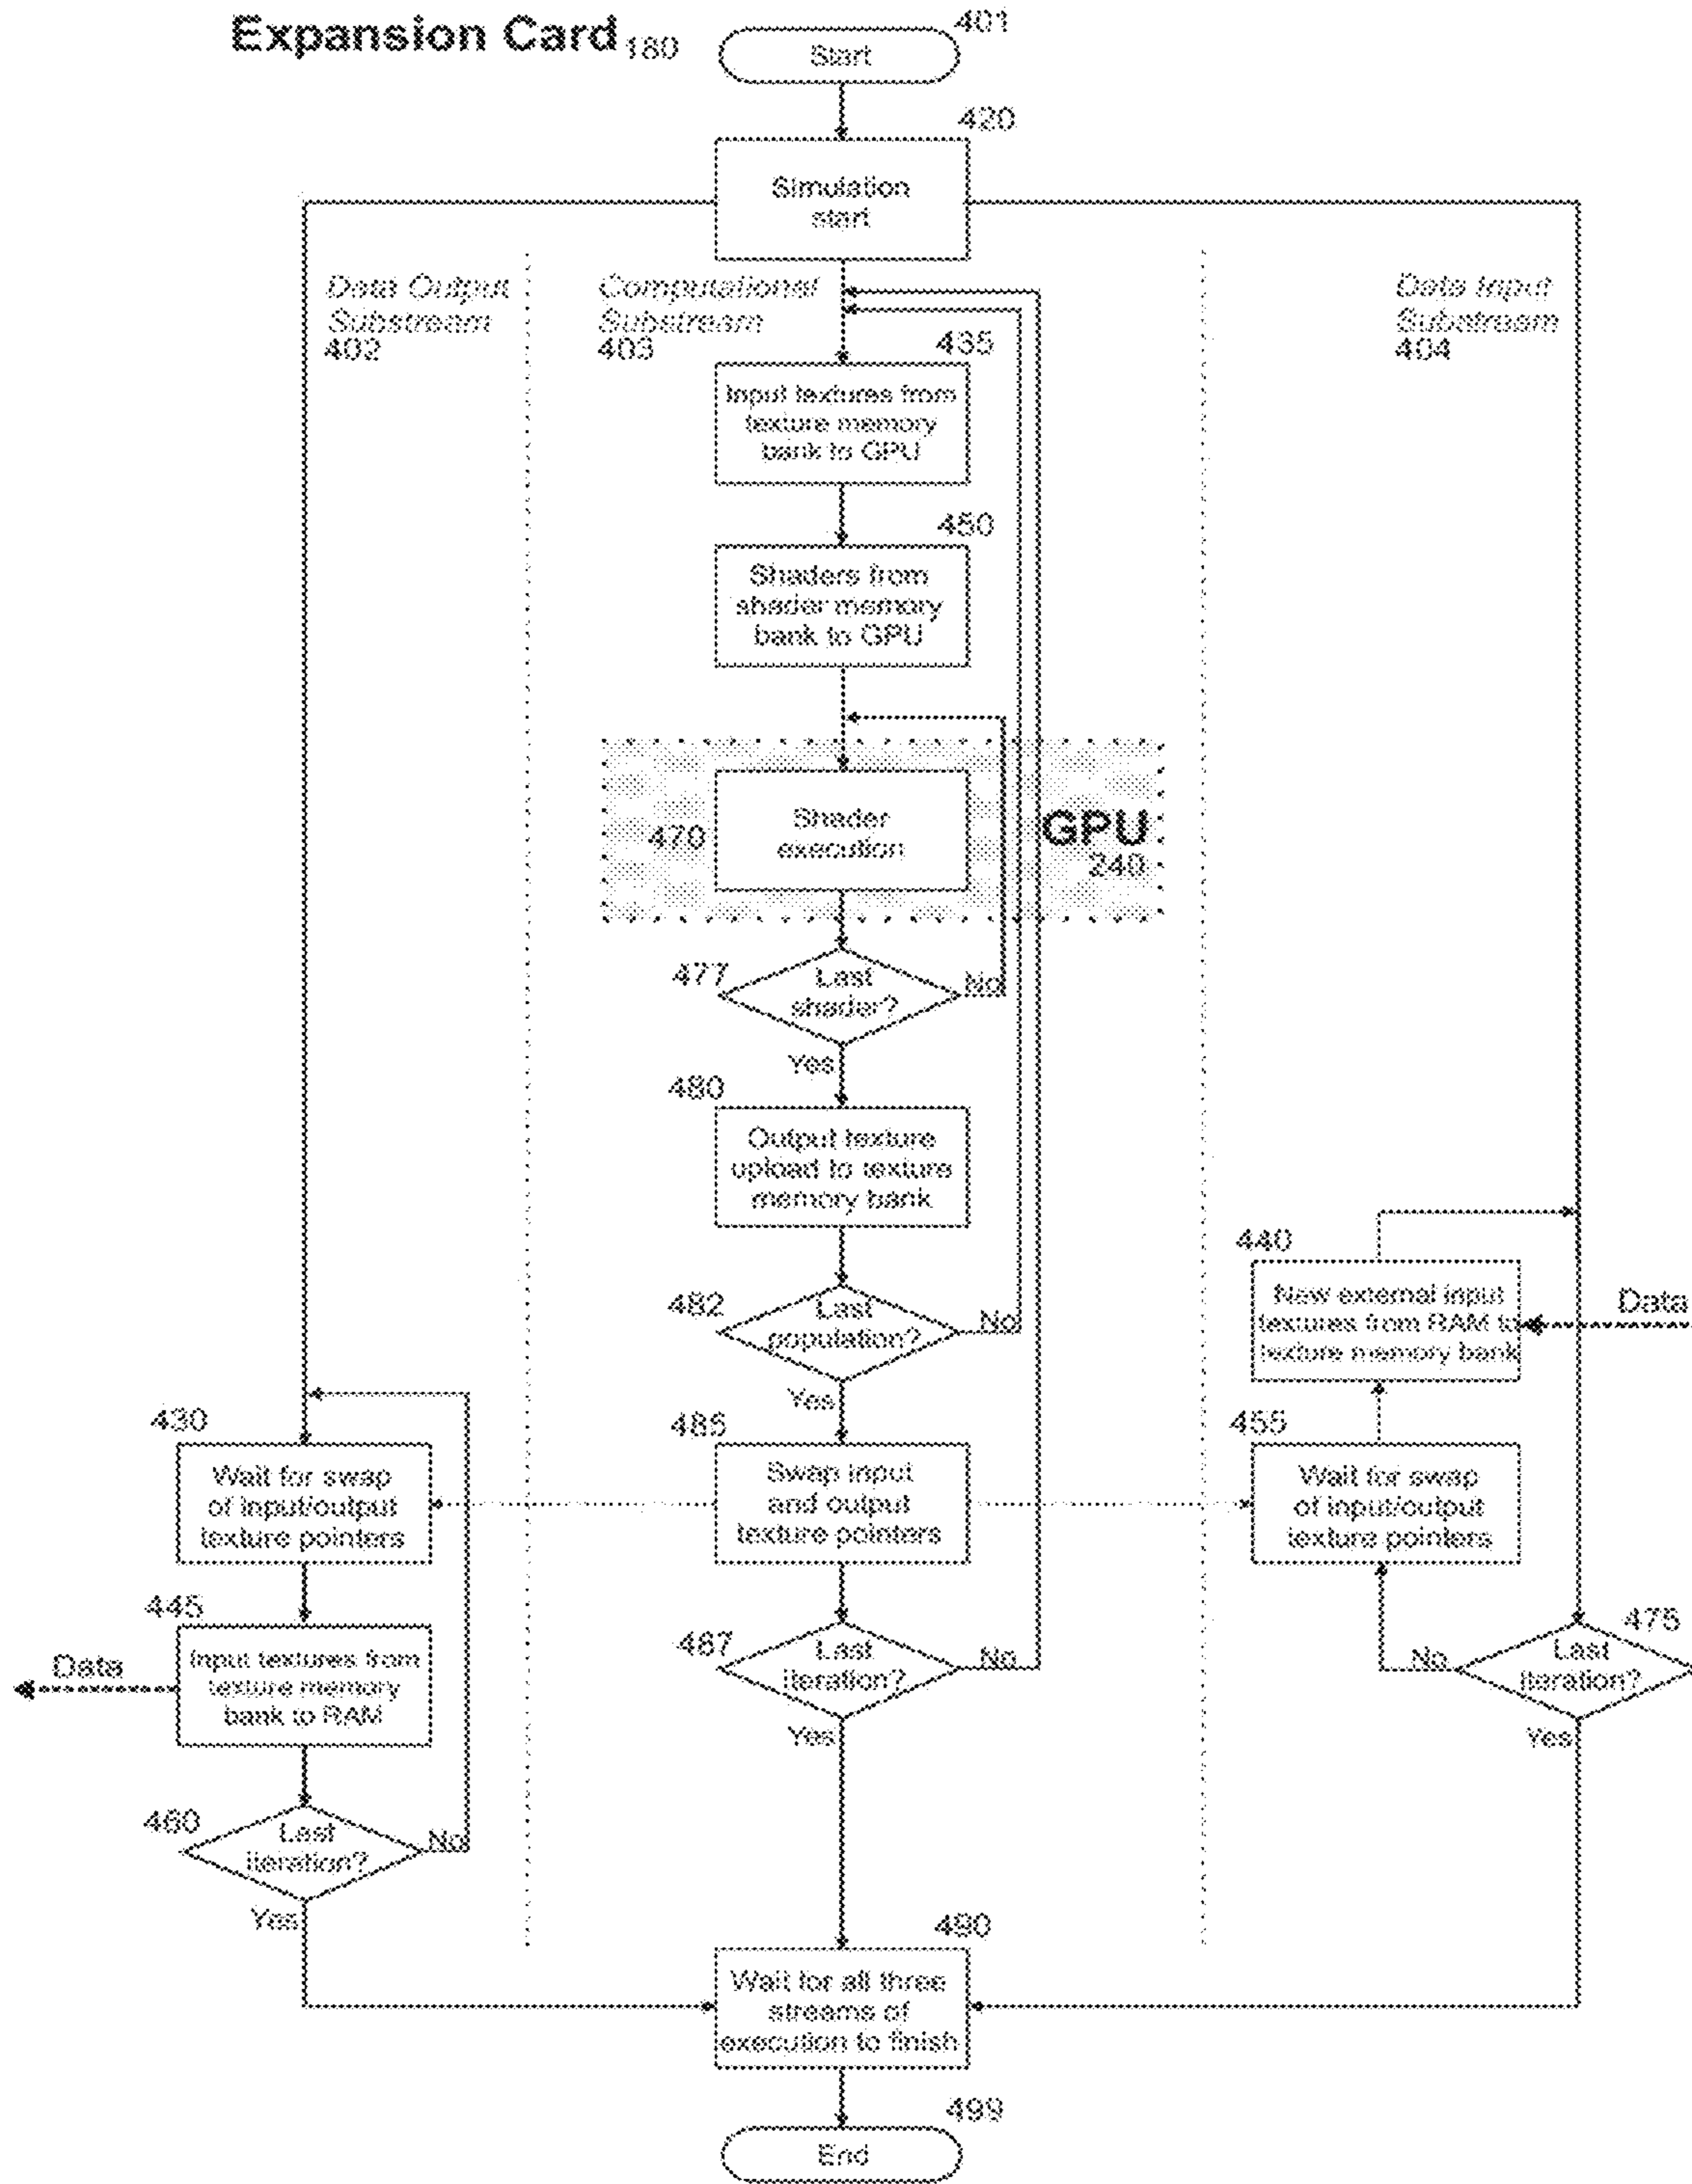 Expansion Card 180
401
Start
420
Simulation
start
Data Output
Substream
402
Computational
Substream
403
Data Input
Substream
404
435
Input textures from
texture memory
bank to GPU
450
Shaders from
shader memory
bank to GPU
470
Shader
execution
GPU
240
477
Last
shader?
No
Yes
480
Output texture
upload to texture
memory bank
482
Last
population?
No
Yes
440
New external input
textures from RAM to
texture memory bank
Data
430
Wait for swap
of input/output
texture pointers
485
Swap input
and output
texture pointers
455
Wait for swap
of input/output
texture pointers
445
Input textures from
texture memory
bank to RAM
Data
487
Last
iteration?
No
Yes
475
Last
iteration?
No
Yes
460
Last
iteration?
No
Yes
490
Wait for all three
streams of
execution to finish
499
End